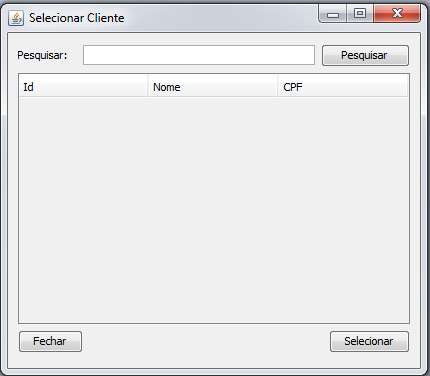 Selecionar Cliente
Pesquisar: Pesquisar
Id Nome CPF
Fechar Selecionar